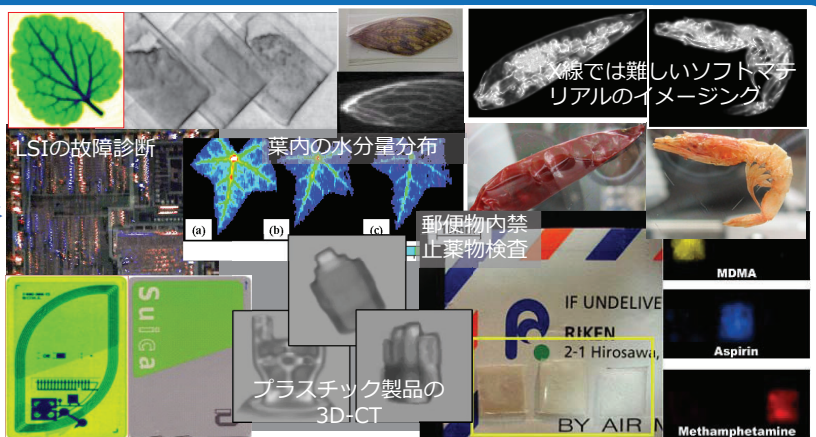 X線では難しいソフトマテ
リアルのイメージング
LSIの故障診断
葉内の水分量分布
(a)
(b)
(c)
郵便物内禁
止薬物検査
MDMA
IF UNDELIVE
RIKEN
2-1 Hirosawa,
Aspirin
Suica
プラスチック製品の
3D-CT
BY AIR M
Methamphetamine